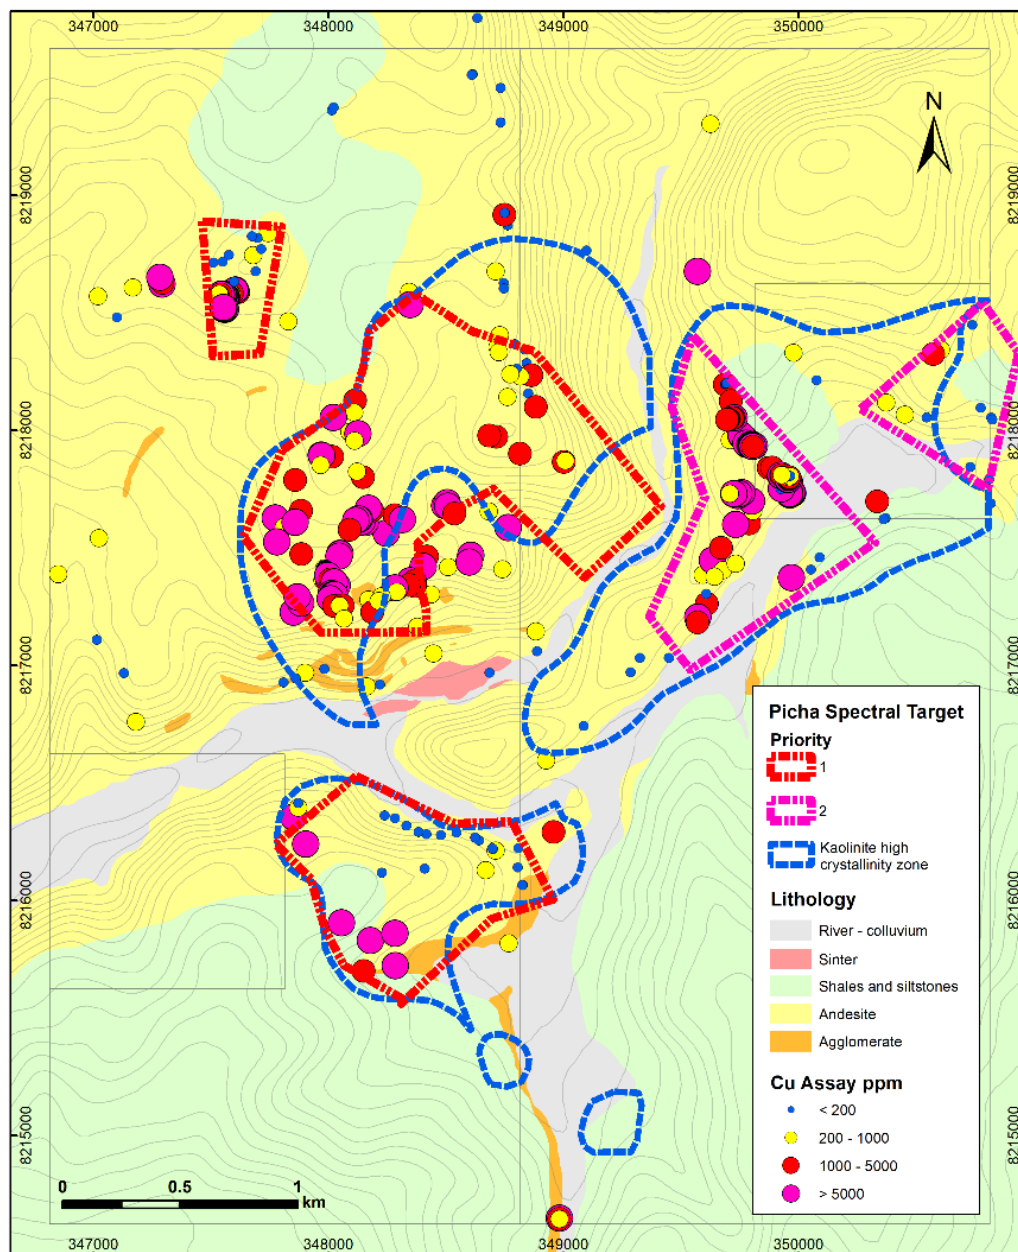 347000 348000 349000 350000
N
8219000 8219000
8218000 8218000
8217000 8217000
8216000 8216000
8215000 8215000
Picha Spectral Target
Priority
1
2
Kaolinite high
crystallinity zone
Lithology
River - colluvium
Sinter
Shales and siltstones
Andesite
Agglomerate
Cu Assay ppm
< 200
200 - 1000
1000 - 5000
> 5000
0 0.5 1
km
347000 348000 349000 350000